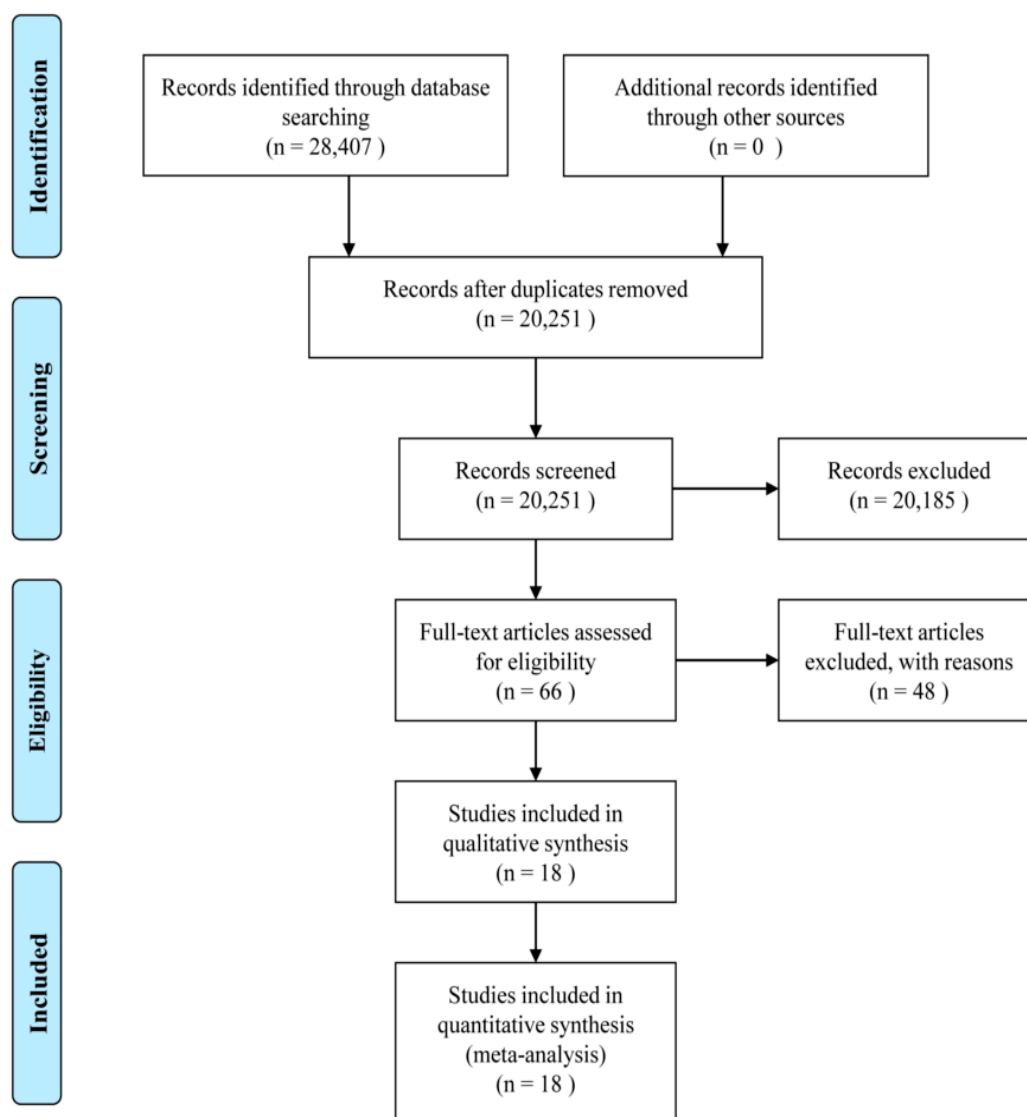 Identification
Records identified through database
searching
(n = 28,407 )
Additional records identified
through other sources
(n = 0 )
Records after duplicates removed
(n = 20,251 )
Screening
Records screened
(n = 20,251 )
Records excluded
(n = 20,185 )
Eligibility
Full-text articles assessed
for eligibility
(n = 66 )
Full-text articles
excluded, with reasons
(n = 48 )
Studies included in
qualitative synthesis
(n = 18 )
Included
Studies included in
quantitative synthesis
(meta-analysis)
(n = 18 )